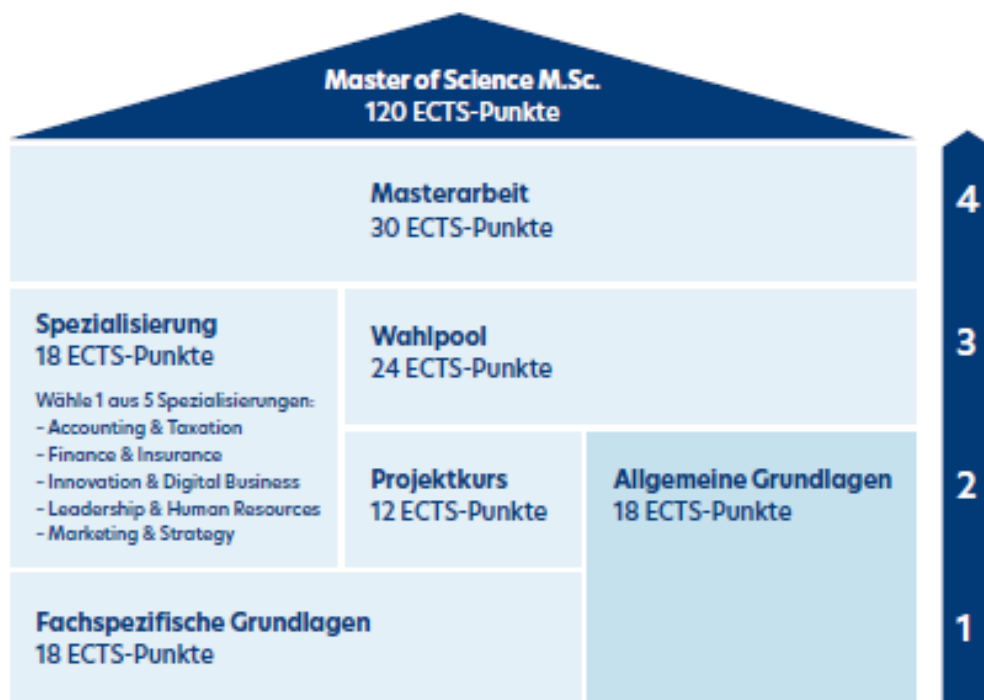 Master of Science M.Sc.
120 ECTS-Punkte
Masterarbeit
30 ECTS-Punkte
4
Spezialisierung
18 ECTS-Punkte
Wähle 1 aus 5 Spezialisierungen:
- Accounting & Taxation
- Finance & Insurance
- Innovation & Digital Business
- Leadership & Human Resources
- Marketing & Strategy
Wahlpool
24 ECTS-Punkte
3
Projektkurs
12 ECTS-Punkte
Allgemeine Grundlagen
18 ECTS-Punkte
2
Fachspezifische Grundlagen
18 ECTS-Punkte
1